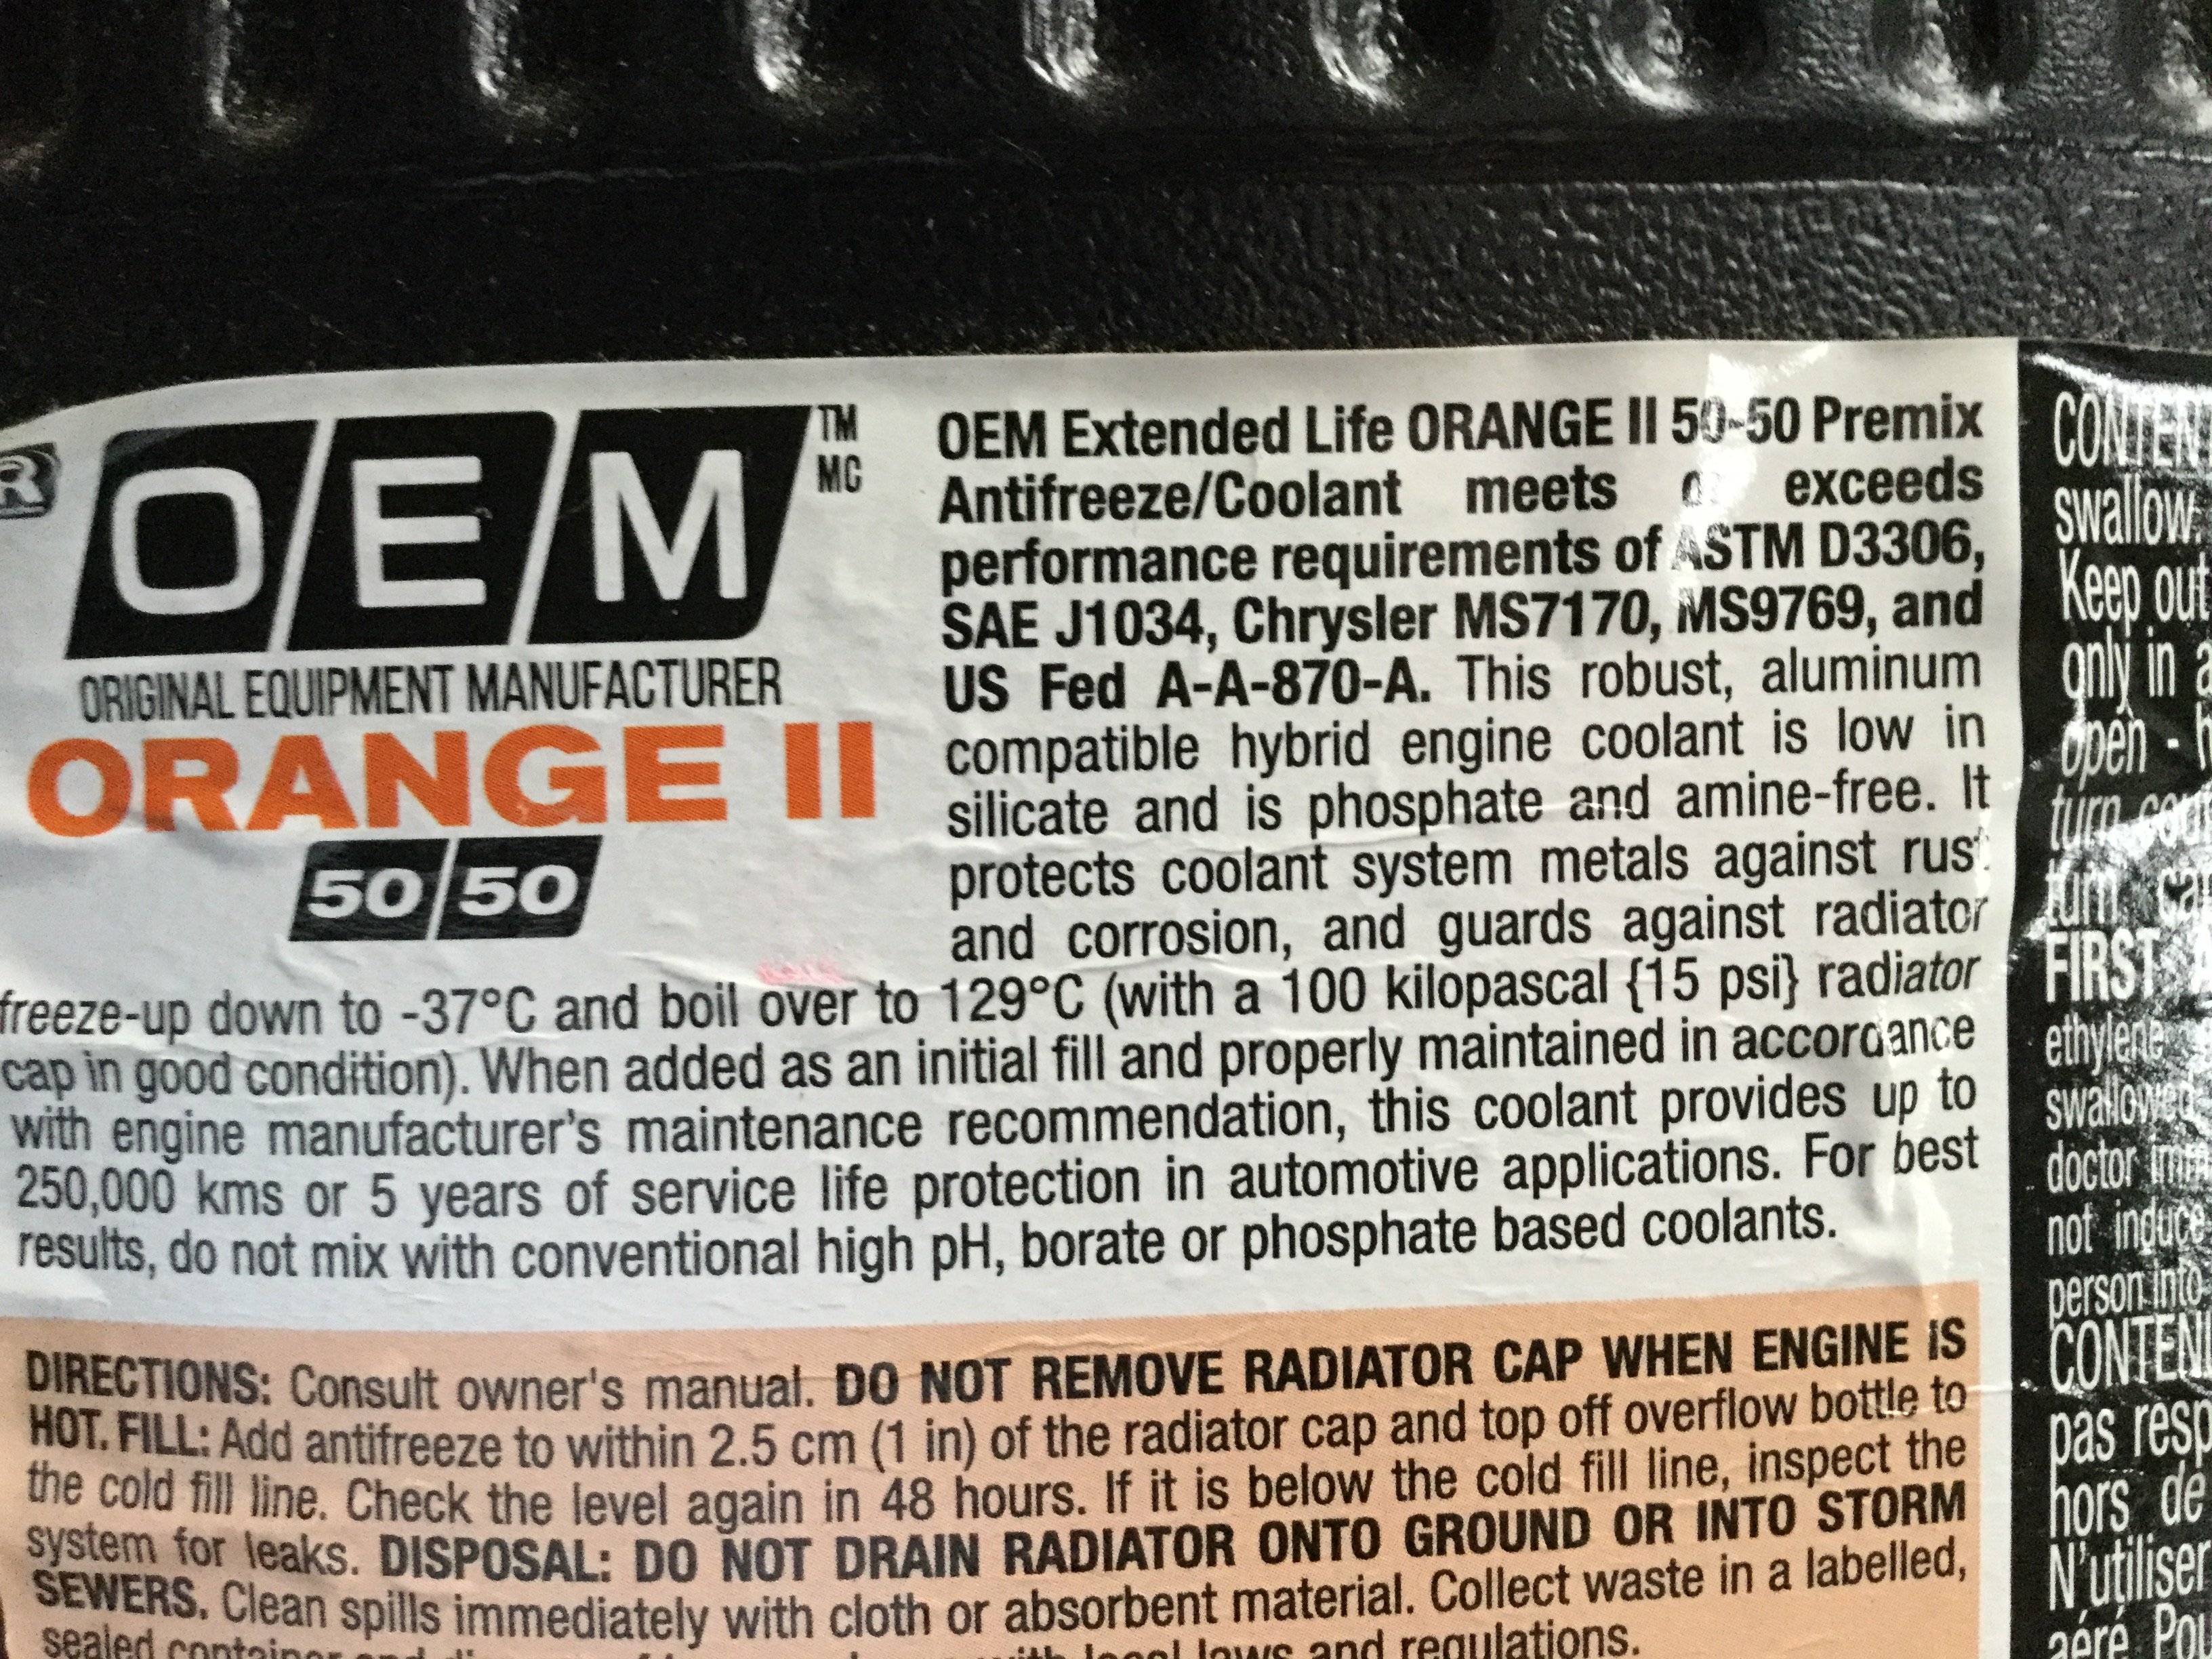 R
OEM
TM
MC
ORIGINAL EQUIPMENT MANUFACTURER
ORANGE II
50/50
OEM Extended Life ORANGE II 50-50 Premix
Antifreeze/Coolant meets exceeds
performance requirements of ASTM D3306,
SAE J1034, Chrysler MS7170, MS9769, and
US Fed A-A-870-A. This robust, aluminum
compatible hybrid engine coolant is low in
silicate and is phosphate and amine-free. It
protects coolant system metals against rust
and corrosion, and guards against radiator
freeze-up down to -37°C and boil over to 129°C (with a 100 kilopascal {15 psi} radiator
cap in good condition). When added as an initial fill and properly maintained in accordance
with engine manufacturer's maintenance recommendation, this coolant provides up to
250,000 kms or 5 years of service life protection in automotive applications. For best
results, do not mix with conventional high pH, borate or phosphate based coolants.
DIRECTIONS: Consult owner's manual. DO NOT REMOVE RADIATOR CAP WHEN ENGINE IS
HOT. FILL: Add antifreeze to within 2.5 cm (1 in) of the radiator cap and top off overflow bottle to
the cold fill line. Check the level again in 48 hours. If it is below the cold fill line, inspect the
system for leaks. DISPOSAL: DO NOT DRAIN RADIATOR ONTO GROUND OR INTO STORM
SEWERS. Clean spills immediately with cloth or absorbent material. Collect waste in a labelled,
sealed container and with local laws and regulations.
swallow.
Keep out
only in a
open -
turn
turn
FIRST
ethylene
swallowed
doctor
not induce
person into
pas resp
hors de
N'utiliser
aéré. Pou